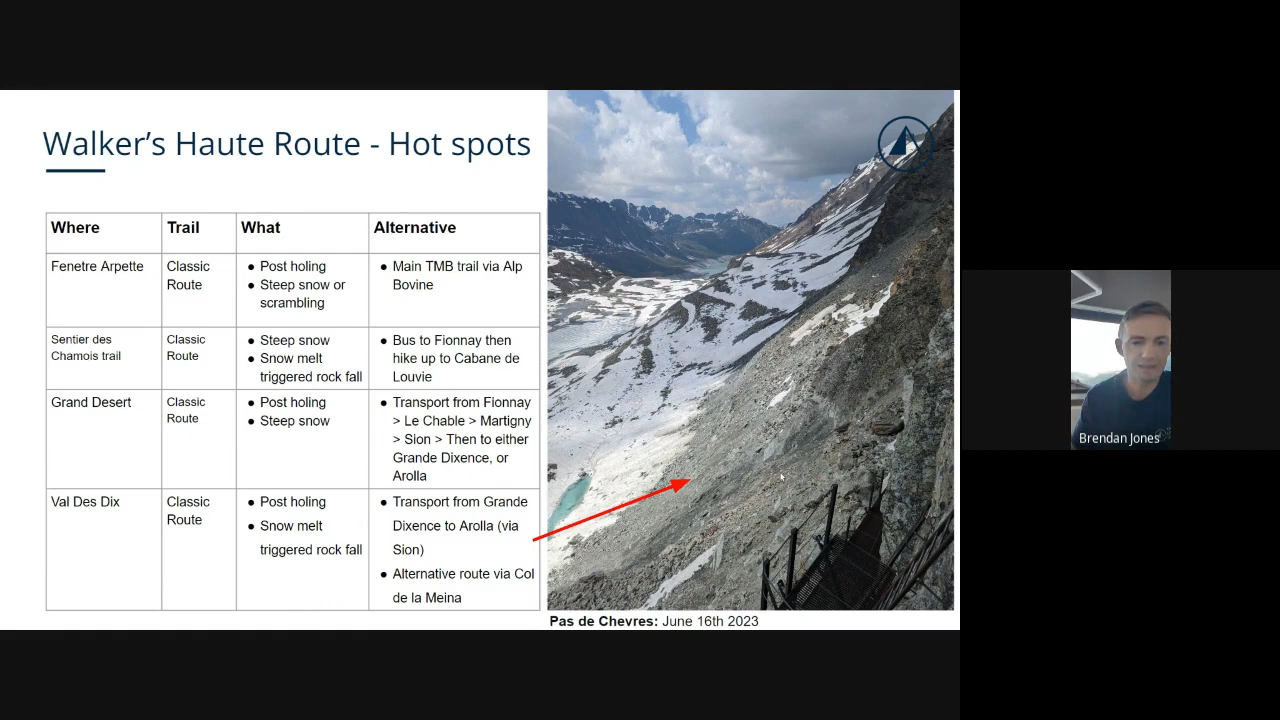 Walker's Haute Route - Hot spots
Where Trail What Alternative
Fenetre Arpette
Classic
Route
● Post holing
● Steep snow or
scrambling
● Main TMB trail via Alp
Bovine
Sentier des
Chamois trail
Classic
Route
● Steep snow
● Snow melt
triggered rock fall
● Bus to Fionnay then
hike up to Cabane de
Louvie
Grand Desert
Classic
Route
● Post holing
● Steep snow
● Transport from Fionnay
> Le Chable > Martigny
> Sion > Then to either
Grande Dixence, or
Arolla
Val Des Dix
Classic
Route
● Post holing
● Snow melt
triggered rock fall
● Transport from Grande
Dixence to Arolla (via
Sion)
● Alternative route via Col
de la Meina
Pas de Chevres: June 16th 2023
Brendan Jones